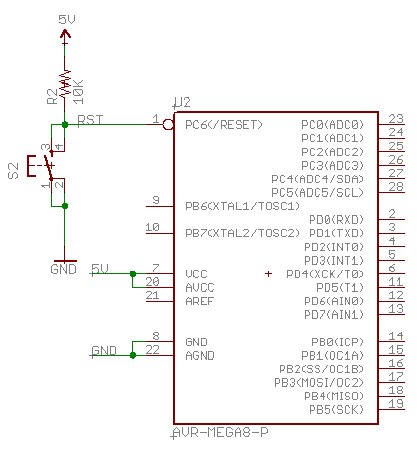 5V
R2
10K
RST
S2
3 4
1 2
GND
U2
1 PC6(/RESET)
9 PB6(XTAL1/TOSC1)
10 PB7(XTAL2/TOSC2)
5V
7 VCC
20 AVCC
21 AREF
8 GND
GND
22 AGND
PC0(ADC0) 23
PC1(ADC1) 24
PC2(ADC2) 25
PC3(ADC3) 26
PC4(ADC4/SDA) 27
PC5(ADC5/SCL) 28
PD0(RXD) 2
PD1(TXD) 3
PD2(INT0) 4
PD3(INT1) 5
PD4(XCK/T0) 6
PD5(T1) 11
PD6(AIN0) 12
PD7(AIN1) 13
PB0(ICP) 14
PB1(OC1A) 15
PB2(SS/OC1B) 16
PB3(MOSI/OC2) 17
PB4(MISO) 18
PB5(SCK) 19
AVR-MEGA8-P